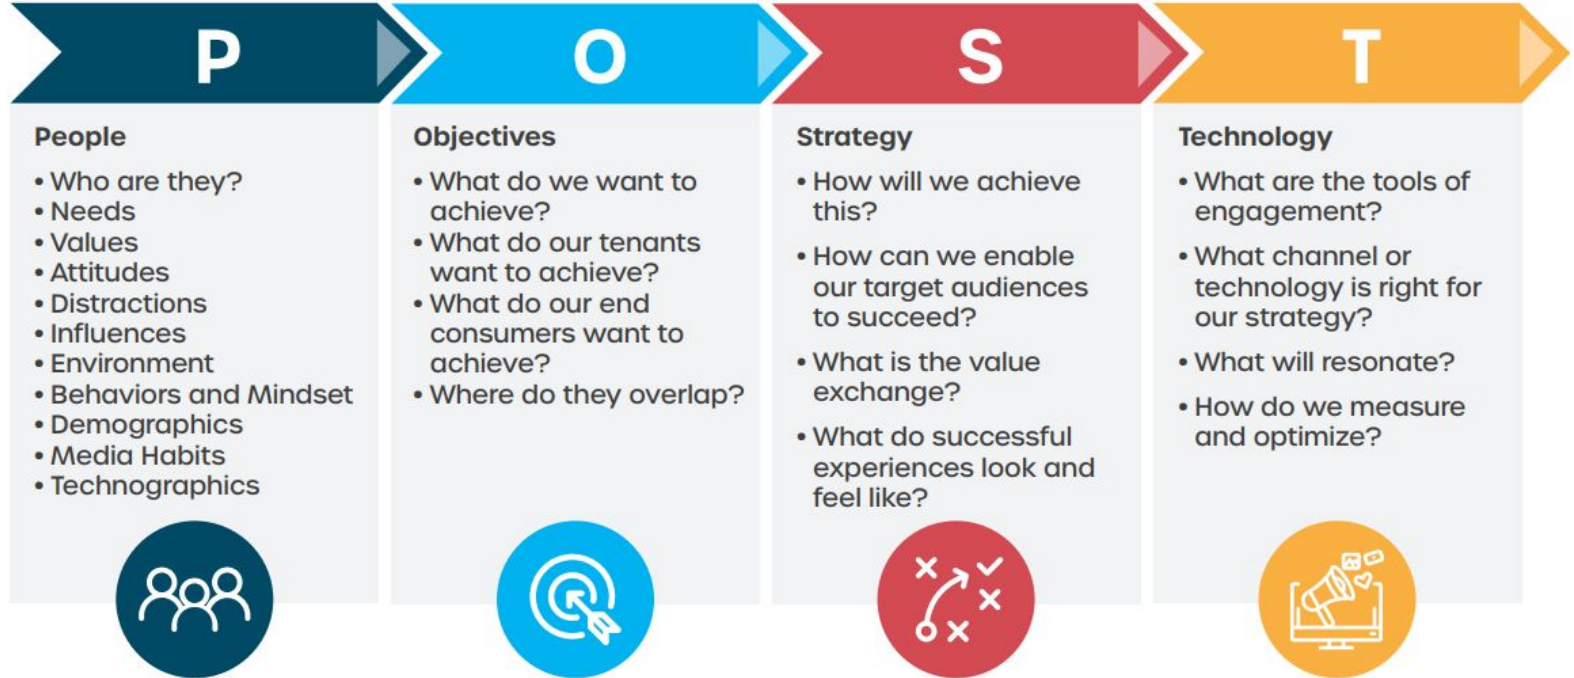 P
O
S
T
People
• Who are they?
• Needs
• Values
• Attitudes
• Distractions
• Influences
• Environment
• Behaviors and Mindset
• Demographics
• Media Habits
• Technographics
Objectives
• What do we want to
achieve?
• What do our tenants
want to achieve?
• What do our end
consumers want to
achieve?
• Where do they overlap?
Strategy
• How will we achieve
this?
• How can we enable
our target audiences
to succeed?
• What is the value
exchange?
• What do successful
experiences look and
feel like?
Technology
• What are the tools of
engagement?
• What channel or
technology is right for
our strategy?
• What will resonate?
• How do we measure
and optimize?